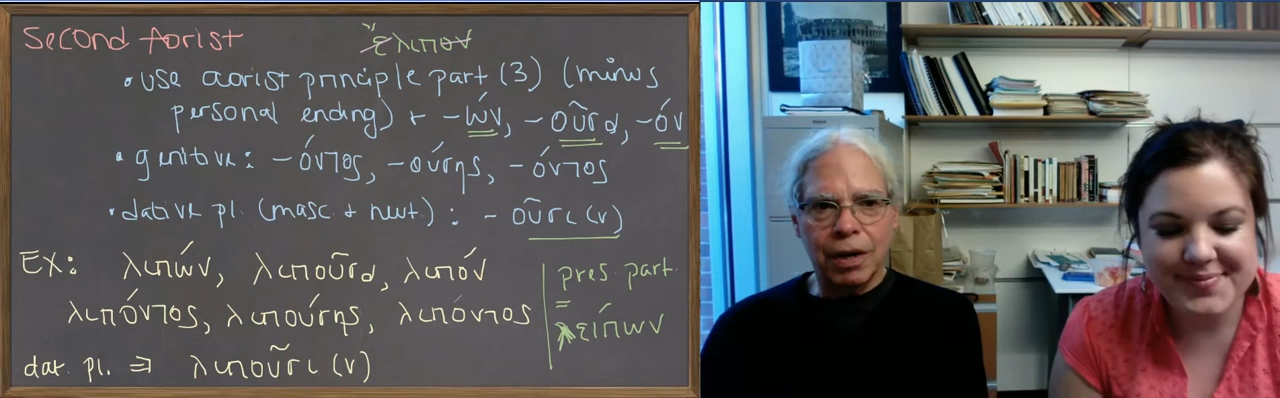 Second Aorist ἔλιπον
• use aorist principle part (3) (minus
personal ending) + -ών, -οῦσα, -όν
• genitive: -όντος, -ούσης, -όντος
• dative pl. (masc + neut.): -οῦσι(ν)
EX: λιπών, λιποῦσα, λιπόν
λιπόντος, λιπούσης, λιπόντος
dat. pl. ⇒ λιποῦσι(ν)
pres. part.
λείπων